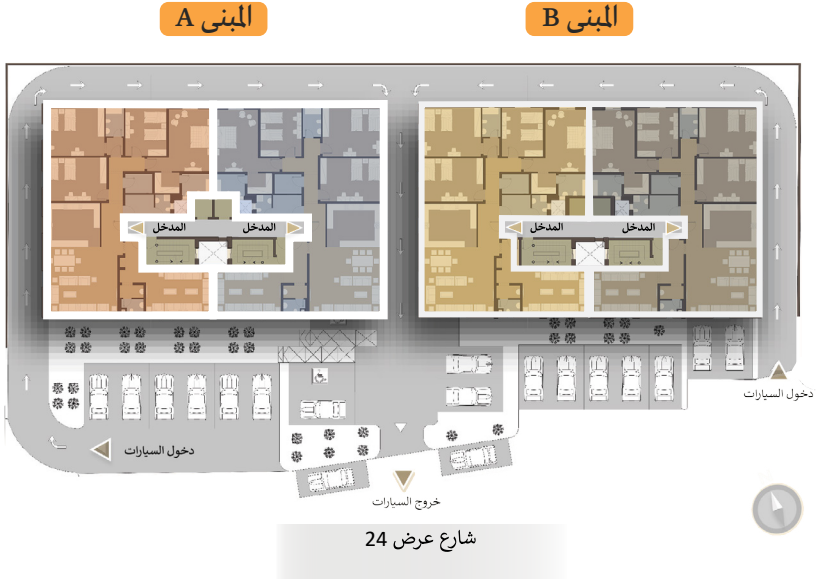 المبنى A
المبنى B
المدخل
المدخل
المدخل
المدخل
دخول السيارات
دخول السيارات
خروج السيارات
شارع عرض 24